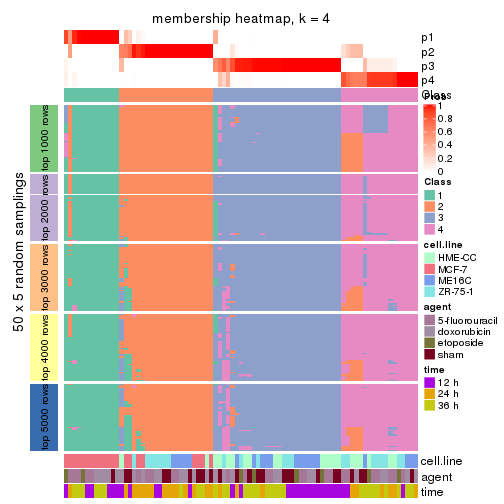 membership heatmap, k = 4
p1
p2
p3
p4
Class
Prob
1
0.8
0.6
0.4
0.2
0
Class
1
2
3
4
cell.line
HME-CC
MCF-7
ME16C
ZR-75-1
agent
5-fluorouracil
doxorubicin
etoposide
sham
time
12 h
24 h
36 h
50 x 5 random samplings
top 1000 rows
top 2000 rows
top 3000 rows
top 4000 rows
top 5000 rows
cell.line
agent
time